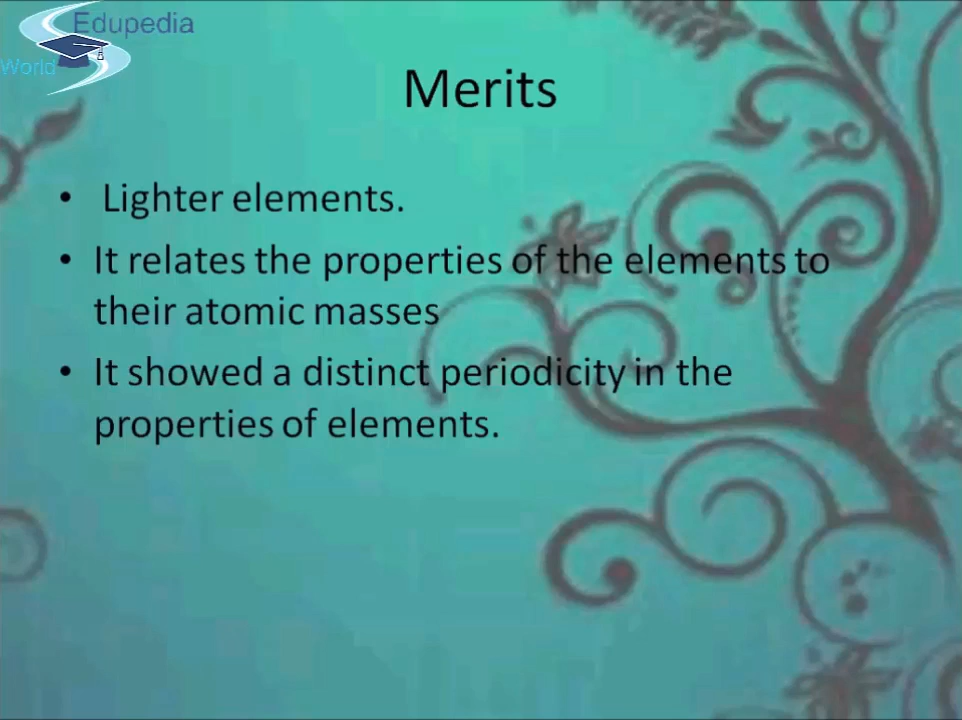 Edupedia
World
Merits
• Lighter elements.
• It relates the properties of the elements to
their atomic masses
• It showed a distinct periodicity in the
properties of elements.